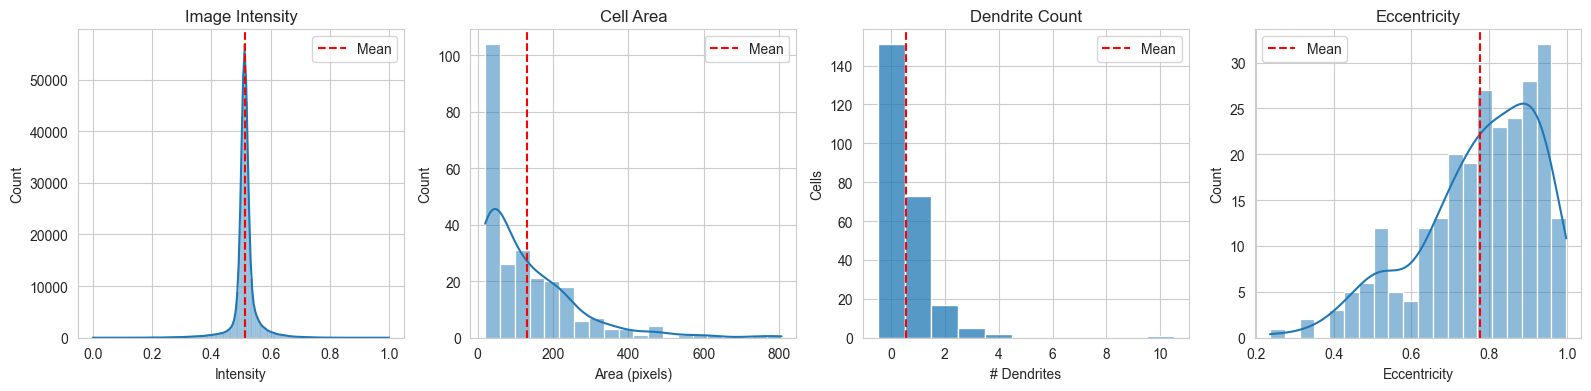 Image Intensity
Mean
Count
50000
40000
30000
20000
10000
0
0.0 0.2 0.4 0.6 0.8 1.0
Intensity
Cell Area
Mean
Count
100
80
60
40
20
0
0 200 400 600 800
Area (pixels)
Dendrite Count
Mean
Cells
140
120
100
80
60
40
20
0
0 2 4 6 8 10
# Dendrites
Eccentricity
Mean
Count
30
25
20
15
10
5
0
0.2 0.4 0.6 0.8 1.0
Eccentricity